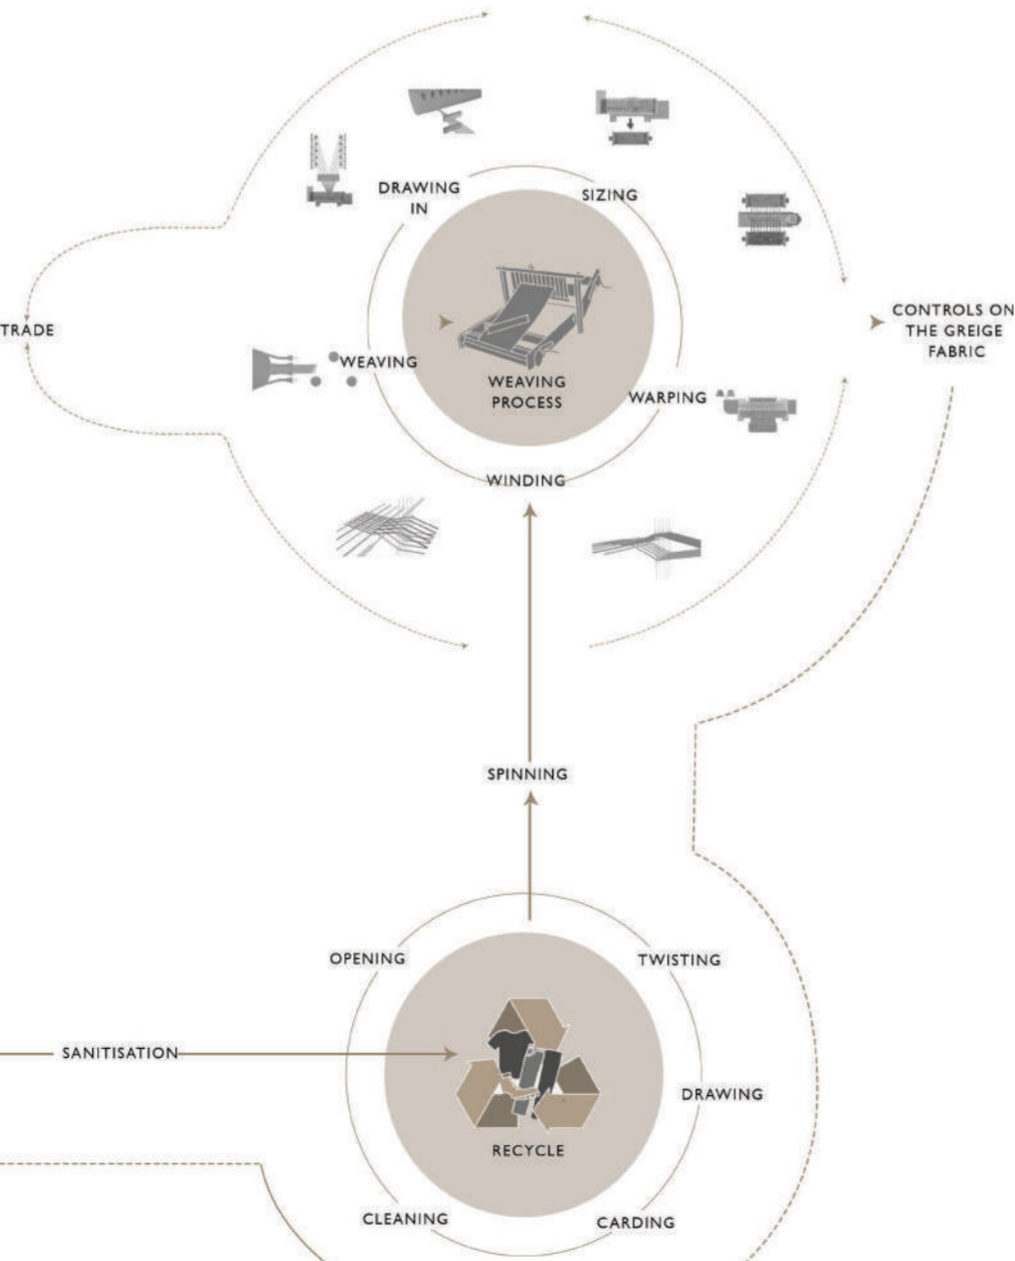 DRAWING
IN
SIZING
TRADE
CONTROLS ON
THE GREIGE
FABRIC
WEAVING
WEAVING
PROCESS
WARPING
WINDING
SPINNING
OPENING
TWISTING
SANITISATION
DRAWING
RECYCLE
CLEANING
CARDING